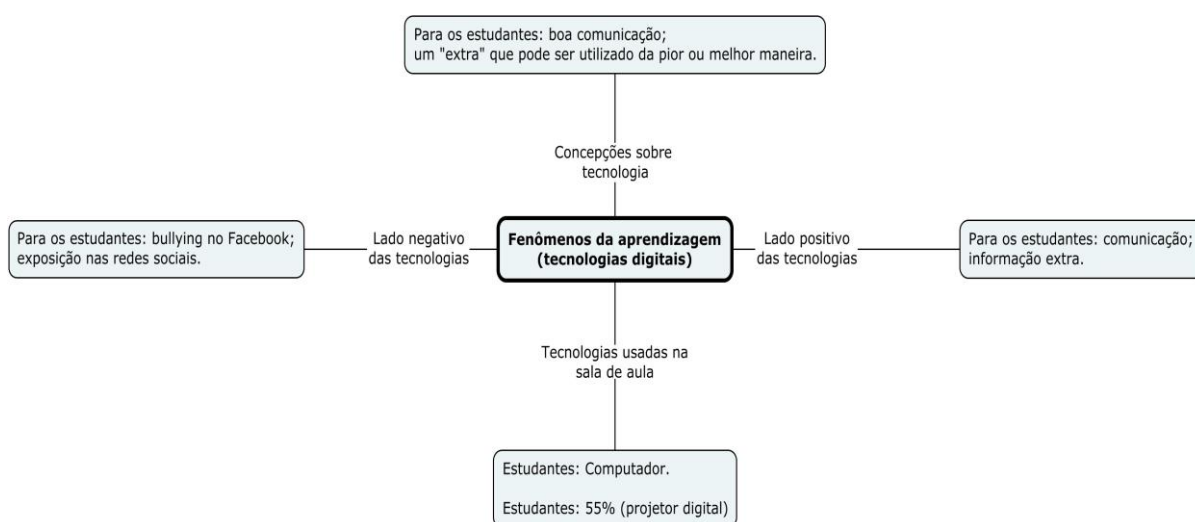 Para os estudantes: boa comunicação;
um "extra" que pode ser utilizado da pior ou melhor maneira.
Concepções sobre
tecnologia
Para os estudantes: bullying no Facebook;
exposição nas redes sociais.
Lado negativo
das tecnologias
Fenômenos da aprendizagem
(tecnologias digitais)
Lado positivo
das tecnologias
Para os estudantes: comunicação;
informação extra.
Tecnologias usadas na
sala de aula
Estudantes: Computador.
Estudantes: 55% (projetor digital)